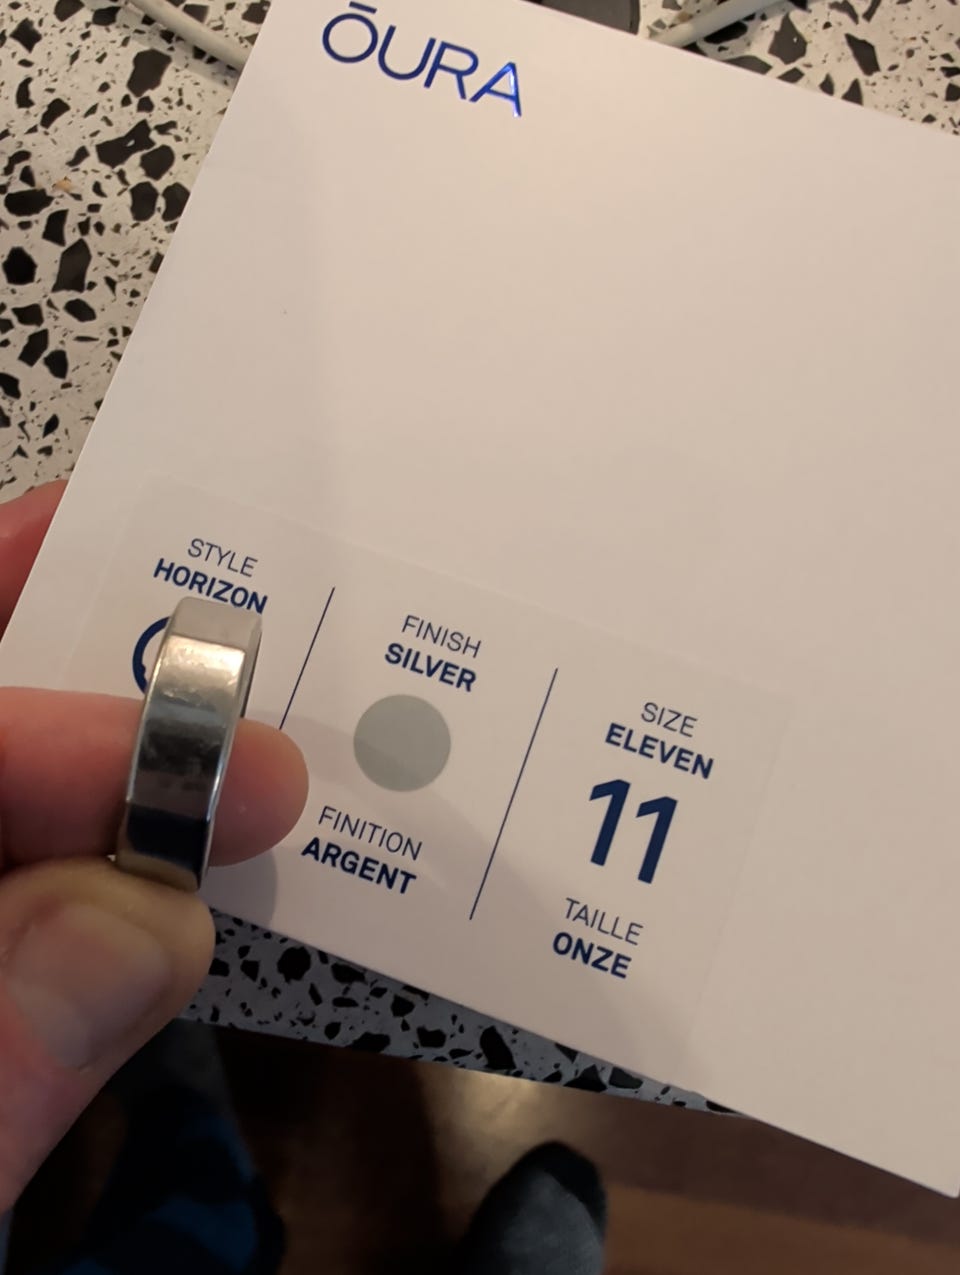 ŌURA
STYLE
HORIZON
FINISH
SILVER
FINITION
ARGENT
SIZE
ELEVEN
11
TAILLE
ONZE